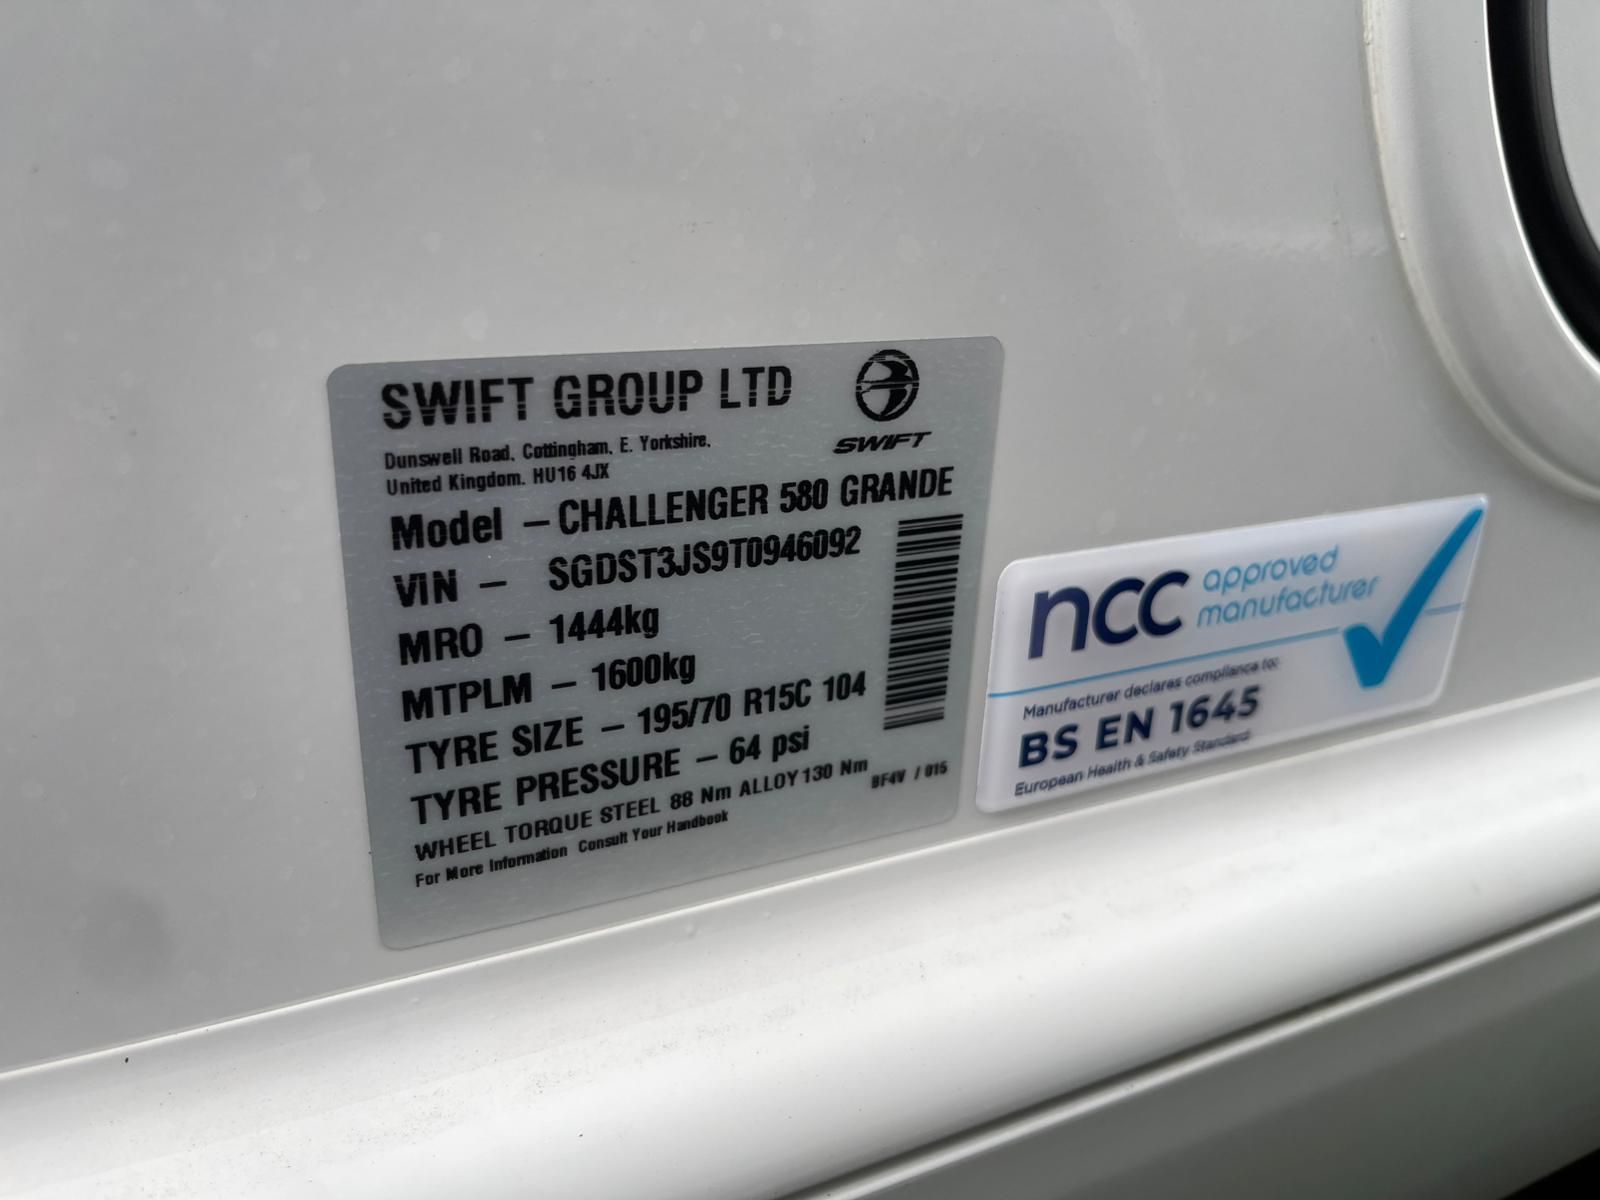 SWIFT GROUP LTD
SWIFT
Dunswell Road, Cottingham, E. Yorkshire,
United Kingdom. HU16 4JX
Model – CHALLENGER 580 GRANDE
VIN – SGDST3JS9T0946092
MRO – 1444kg
MTPLM – 1600kg
TYRE SIZE – 195/70 R15C 104
TYRE PRESSURE – 64 psi
WHEEL TORQUE STEEL 88 Nm ALLOY 130 Nm
BF4V / 015
For More Information Consult Your Handbook
ncc approved
manufacturer
Manufacturer declares compliance to:
BS EN 1645
European Health & Safety Standard